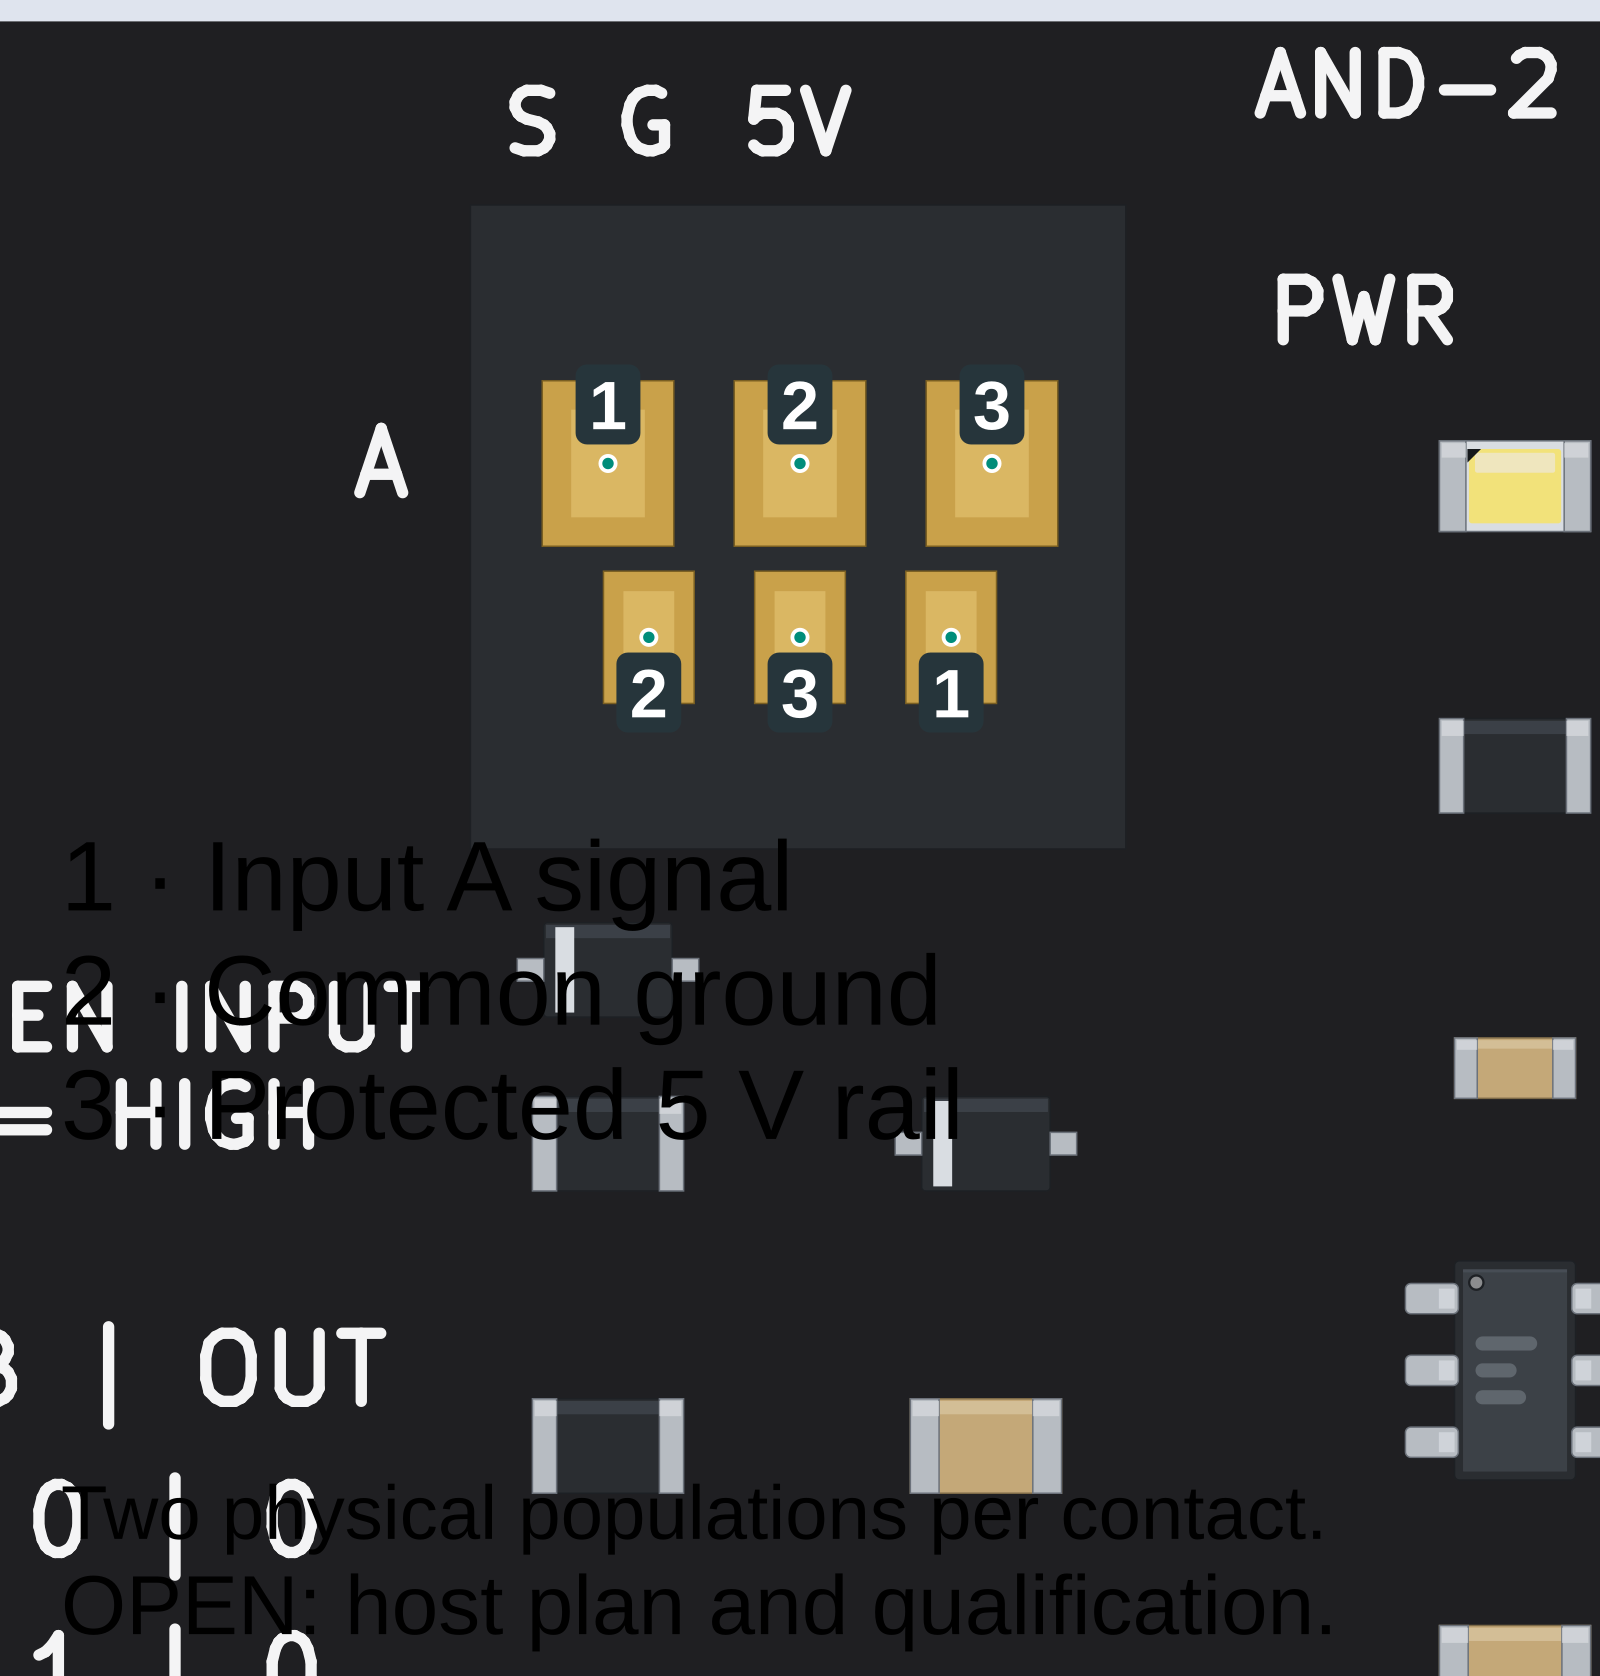 AND-2
S G 5V
PWR
1 2 3
A
2 3 1
1 · Input A signal
2 · Common ground
EN INPUT
3 · Protected 5 V rail
= HIGH
| OUT
0 | 0
Two physical populations per contact.
OPEN: host plan and qualification.
1 | 0